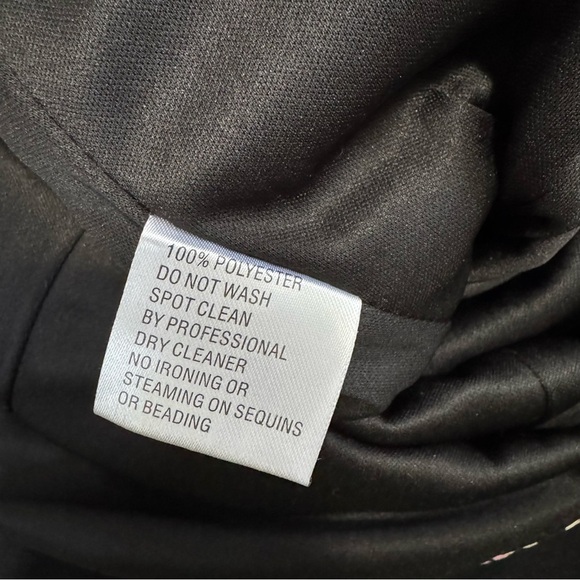 100% POLYESTER
DO NOT WASH
SPOT CLEAN
BY PROFESSIONAL
DRY CLEANER
NO IRONING OR
STEAMING ON SEQUINS
OR BEADING